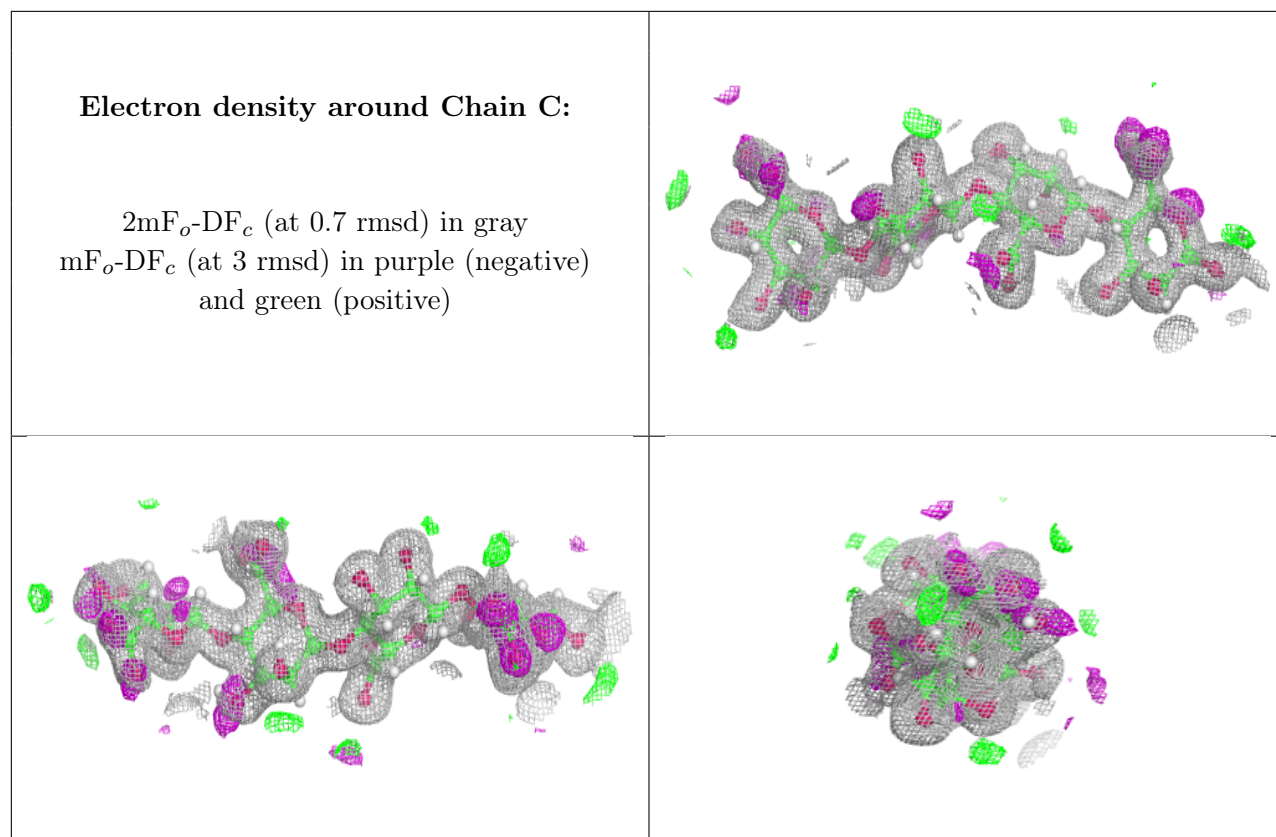 Electron density around Chain C:
2mFₒ-DF𝒸 (at 0.7 rmsd) in gray
mFₒ-DF𝒸 (at 3 rmsd) in purple (negative)
and green (positive)